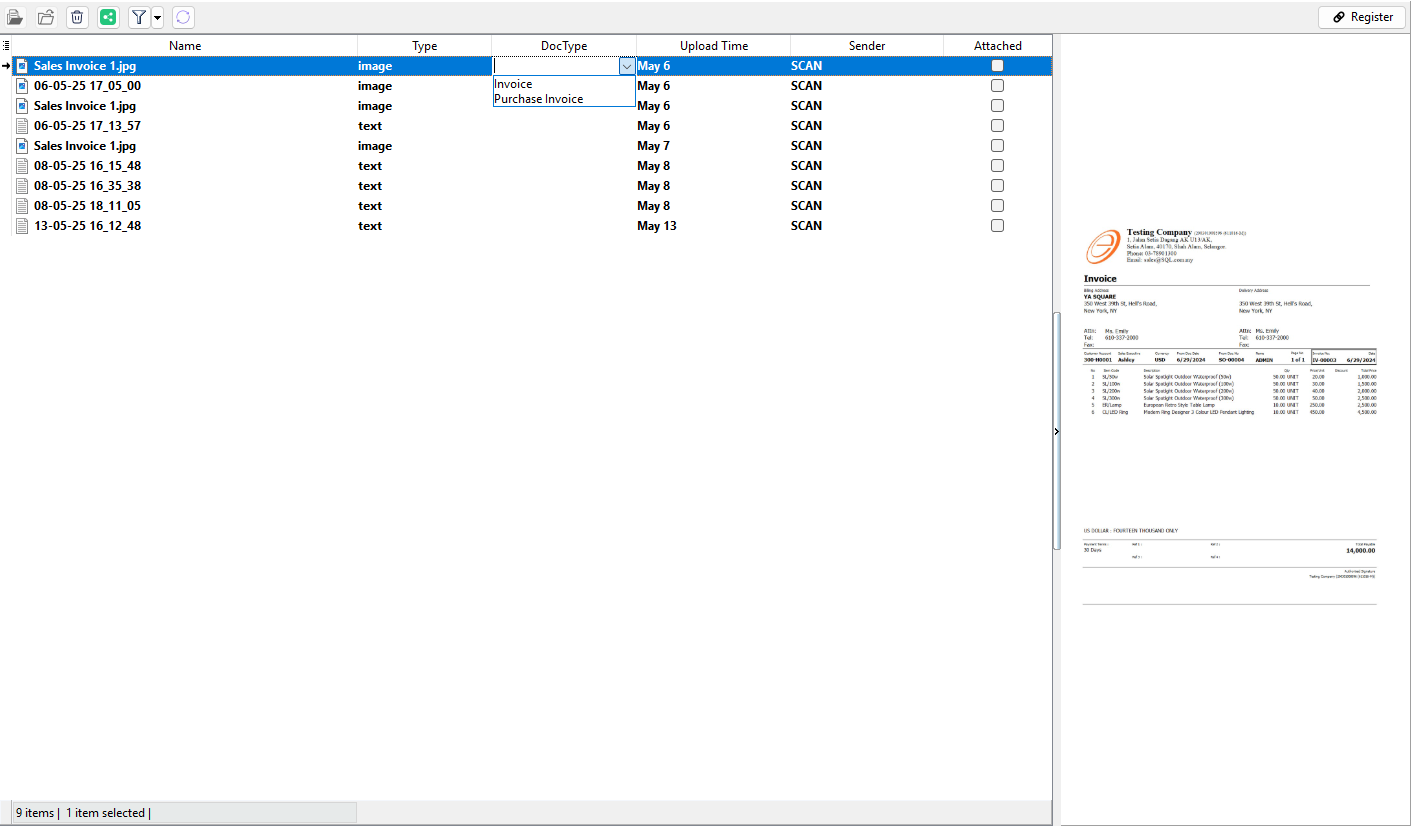 Register
Name Type DocType Upload Time Sender Attached
Sales Invoice 1.jpg image May 6 SCAN
Invoice
Purchase Invoice
06-05-25 17_05_00 image May 6 SCAN
Sales Invoice 1.jpg image May 6 SCAN
06-05-25 17_13_57 text May 6 SCAN
Sales Invoice 1.jpg image May 7 SCAN
08-05-25 16_15_48 text May 8 SCAN
08-05-25 16_35_38 text May 8 SCAN
08-05-25 18_11_05 text May 8 SCAN
13-05-25 16_12_48 text May 13 SCAN
Testing Company
1, Jalan Setia Dagang AK U13/AK,
Setia Alam, 40170, Shah Alam, Selangor.
Phone: 03-78901300
Email: sales@SQL.com.my
Invoice
Billing Address Delivery Address
YA SQUARE
350 West 39th St, Hell's Road, 350 West 39th St, Hell's Road,
New York, NY New York, NY
Attn: Ms. Emily Attn: Ms. Emily
Tel: 610-337-2000 Tel: 610-337-2000
Fax: Fax:
Customer Account Currency Terms Page No Invoice No. Date
300-H0001 Ashley USD 6/29/2024 SO-00004 ADMIN 1 of 1 IV-00003 6/29/2024
No Item Code Description Qty Price/Unit Discount Total Price
1 SL/50w Solar Spotlight Outdoor Waterproof (50w) 50.00 UNIT 20.00 1,000.00
2 SL/100w Solar Spotlight Outdoor Waterproof (100w) 50.00 UNIT 30.00 1,500.00
3 SL/200w Solar Spotlight Outdoor Waterproof (200w) 50.00 UNIT 40.00 2,000.00
4 SL/300w Solar Spotlight Outdoor Waterproof (300w) 50.00 UNIT 50.00 2,500.00
5 ER/Lamp European Retro Style Table Lamp 10.00 UNIT 250.00 2,500.00
6 CL/LED Ring Modern Ring Designer 3 Colour LED Pendant Lighting 10.00 UNIT 450.00 4,500.00
US DOLLAR : FOURTEEN THOUSAND ONLY
Total Payable
30 Days 14,000.00
Authorised Signature
9 items | 1 item selected |